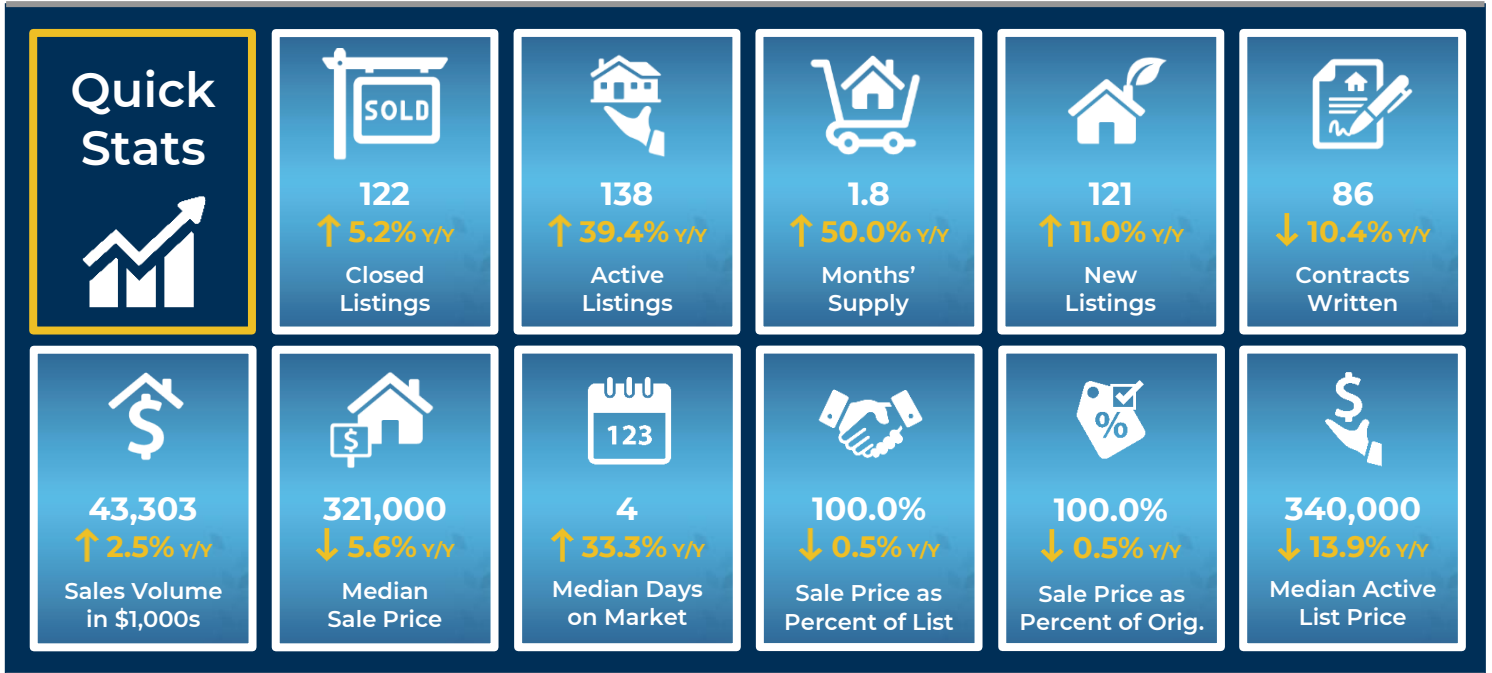 Quick
Stats
SOLD
122
↑ 5.2% Y/Y
Closed
Listings
138
↑ 39.4% Y/Y
Active
Listings
1.8
↑ 50.0% Y/Y
Months’
Supply
121
↑ 11.0% Y/Y
New
Listings
86
↓ 10.4% Y/Y
Contracts
Written
$
43,303
↑ 2.5% Y/Y
Sales Volume
in $1,000s
$
321,000
↓ 5.6% Y/Y
Median
Sale Price
123
4
↑ 33.3% Y/Y
Median Days
on Market
100.0%
↓ 0.5% Y/Y
Sale Price as
Percent of List
%
100.0%
↓ 0.5% Y/Y
Sale Price as
Percent of Orig.
$
340,000
↓ 13.9% Y/Y
Median Active
List Price